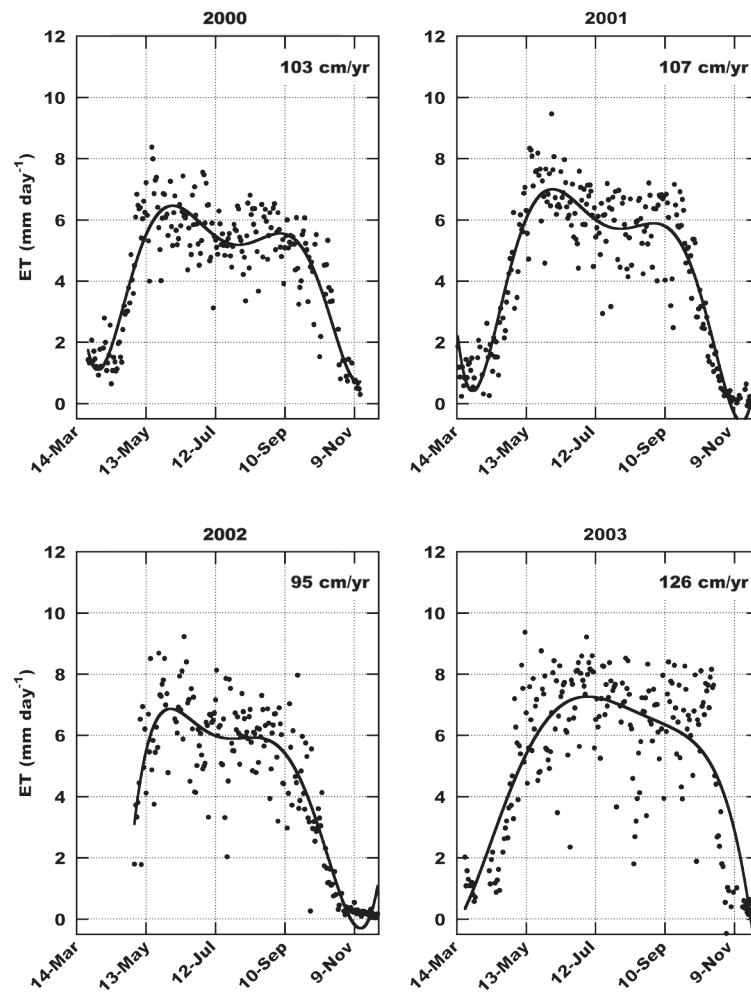 2000
2001
12
12
103 cm/yr
107 cm/yr
10
10
8
8
ET (mm day-1)
6
6
4
4
2
2
0
0
14-Mar
13-May
12-Jul
10-Sep
9-Nov
14-Mar
13-May
12-Jul
10-Sep
9-Nov
2002
2003
12
12
95 cm/yr
126 cm/yr
10
10
8
8
ET (mm day-1)
6
6
4
4
2
2
0
0
14-Mar
13-May
12-Jul
10-Sep
9-Nov
14-Mar
13-May
12-Jul
10-Sep
9-Nov